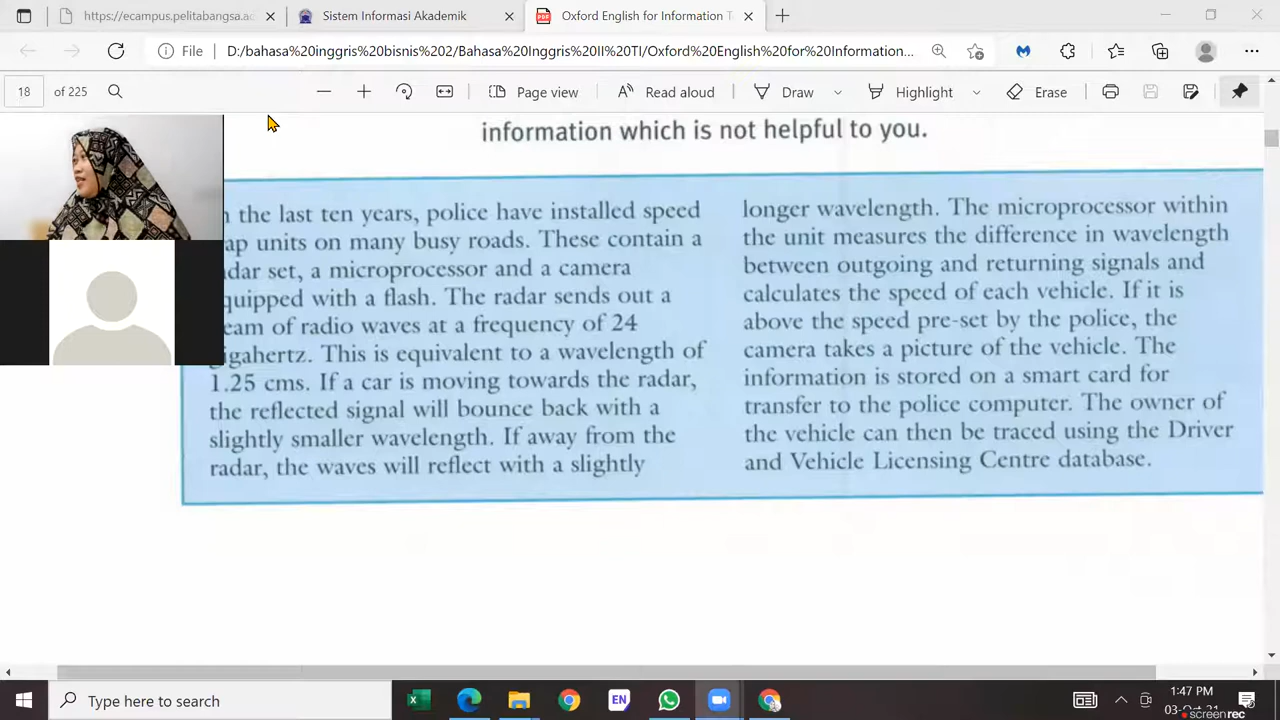 https://ecampus.pelitabangsa.ac
Sistem Informasi Akademik
Oxford English for Information T
File
D:/bahasa%20inggris%20bisnis%202/Bahasa%20Inggris%20II%20TI/Oxford%20English%20for%20Information...
18
of 225
Page view
Read aloud
Draw
Highlight
Erase
information which is not helpful to you.
the last ten years, police have installed speed
units on many busy roads. These contain a
set, a microprocessor and a camera
with a flash. The radar sends out a
of radio waves at a frequency of 24
This is equivalent to a wavelength of
1.25 cms. If a car is moving towards the radar,
the reflected signal will bounce back with a
slightly smaller wavelength. If away from the
radar, the waves will reflect with a slightly
longer wavelength. The microprocessor within
the unit measures the difference in wavelength
between outgoing and returning signals and
calculates the speed of each vehicle. If it is
above the speed pre-set by the police, the
camera takes a picture of the vehicle. The
information is stored on a smart card for
transfer to the police computer. The owner of
the vehicle can then be traced using the Driver
and Vehicle Licensing Centre database.
Type here to search
EN
1:47 PM
screenrec